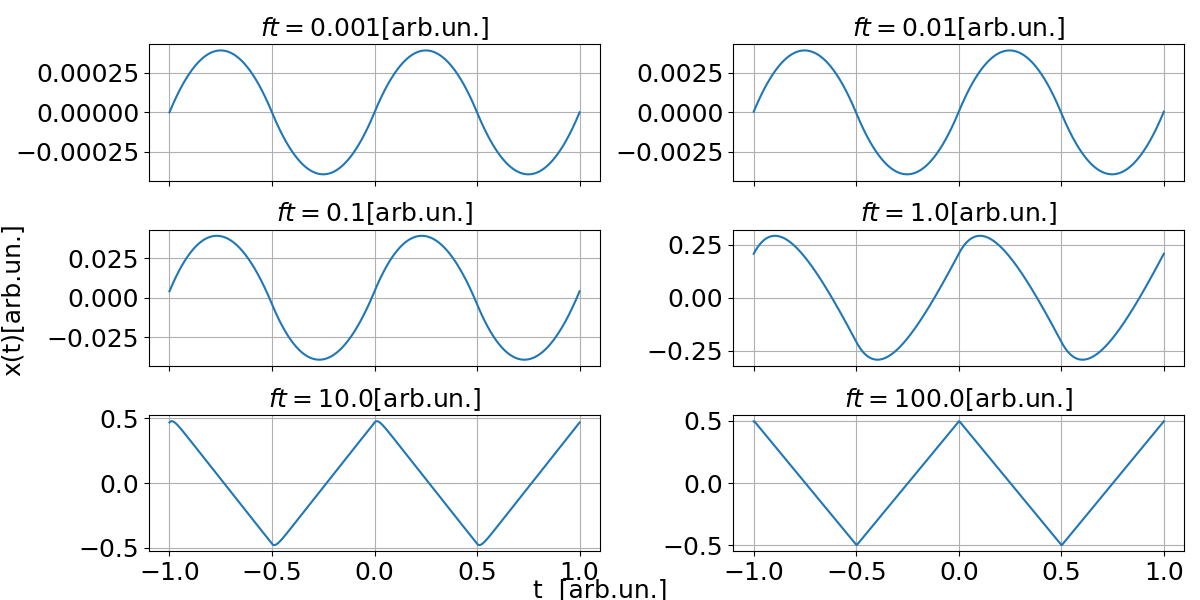 ft = 0.001[arb.un.]
0.00025
0.00000
−0.00025
ft = 0.01[arb.un.]
0.0025
0.0000
−0.0025
x(t)[arb.un.]
ft = 0.1[arb.un.]
0.025
0.000
−0.025
ft = 1.0[arb.un.]
0.25
0.00
−0.25
ft = 10.0[arb.un.]
0.5
0.0
−0.5
−1.0 −0.5 0.0 0.5 1.0
ft = 100.0[arb.un.]
0.5
0.0
−0.5
−1.0 −0.5 0.0 0.5 1.0
t [arb.un.]